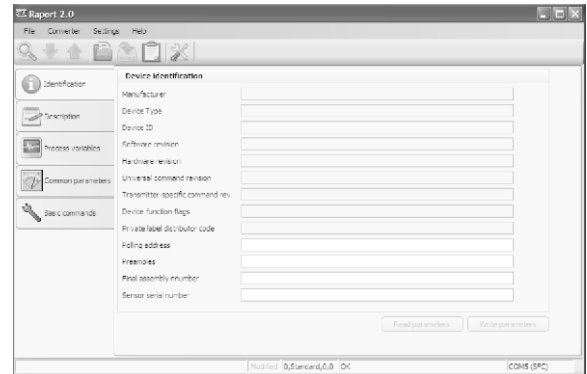 Raport 2.0
File Converter Settings Help
Identification
Description
Process variables
Common parameters
Basic commands
Device identification
Manufacturer
Device Type
Device ID
Software revision
Hardware revision
Universal command revision
Transmitter-specific command rev.
Device function flags
Private label distributor code
Polling address
Preambles
Final assembly enumber
Sensor serial number
Read parameters Write parameters
Modified 0,Standard,0,0 OK COM5 (SPC)